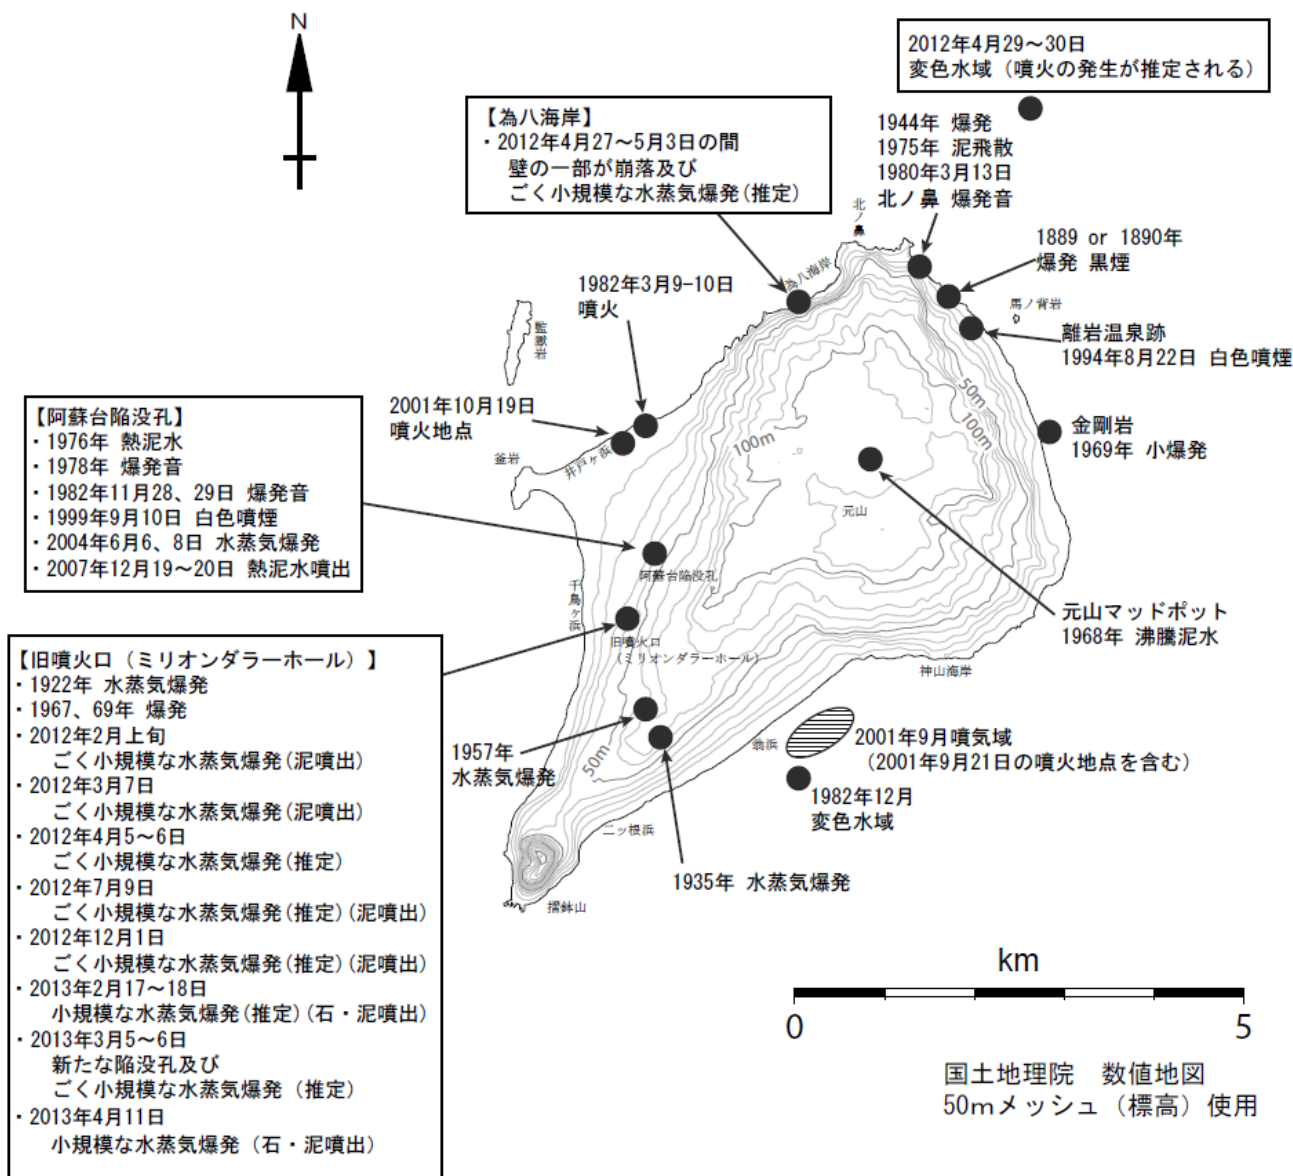 N
2012年4月29～30日
変色水域（噴火の発生が推定される）
【為八海岸】
・2012年4月27～5月3日の間
壁の一部が崩落及び
ごく小規模な水蒸気爆発(推定)
1944年 爆発
1975年 泥飛散
1980年3月13日
北ノ鼻 爆発音
北ノ鼻
為八海岸
1889 or 1890年
爆発 黒煙
馬ノ背岩
離岩温泉跡
1994年8月22日 白色噴煙
1982年3月9-10日
噴火
監獄岩
2001年10月19日
噴火地点
釜岩
井戸ヶ浜
50m
100m
100m
金剛岩
1969年 小爆発
元山
【阿蘇台陥没孔】
・1976年 熱泥水
・1978年 爆発音
・1982年11月28、29日 爆発音
・1999年9月10日 白色噴煙
・2004年6月6、8日 水蒸気爆発
・2007年12月19～20日 熱泥水噴出
阿蘇台陥没孔
千鳥ヶ浜
元山マッドポット
1968年 沸騰泥水
旧噴火口
（ミリオンダラーホール）
神山海岸
【旧噴火口（ミリオンダラーホール）】
・1922年 水蒸気爆発
・1967、69年 爆発
・2012年2月上旬
ごく小規模な水蒸気爆発(泥噴出)
・2012年3月7日
ごく小規模な水蒸気爆発(泥噴出)
・2012年4月5～6日
ごく小規模な水蒸気爆発(推定)
・2012年7月9日
ごく小規模な水蒸気爆発(推定)(泥噴出)
・2012年12月1日
ごく小規模な水蒸気爆発(推定)(泥噴出)
・2013年2月17～18日
小規模な水蒸気爆発(推定)(石・泥噴出)
・2013年3月5～6日
新たな陥没孔及び
ごく小規模な水蒸気爆発（推定）
・2013年4月11日
小規模な水蒸気爆発（石・泥噴出）
1957年
水蒸気爆発
50m
翁浜
2001年9月噴気域
（2001年9月21日の噴火地点を含む）
1982年12月
変色水域
二ッ根浜
1935年 水蒸気爆発
摺鉢山
km
0
5
国土地理院　数値地図
50mメッシュ（標高）使用